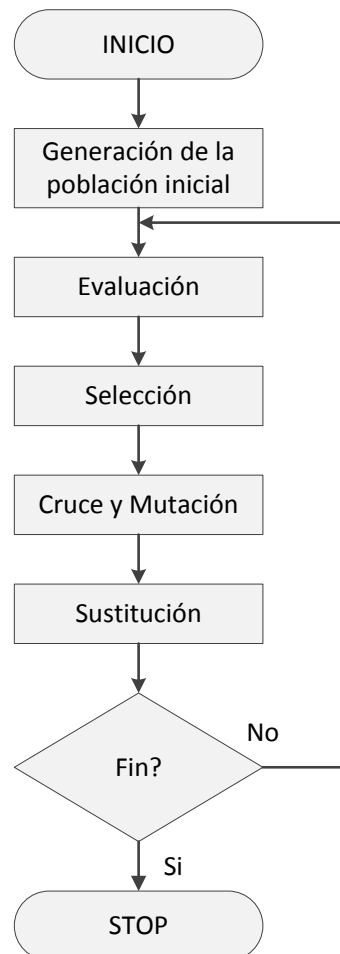 INICIO
Generación de la
población inicial
Evaluación
Selección
Cruce y Mutación
Sustitución
Fin?
No
Si
STOP